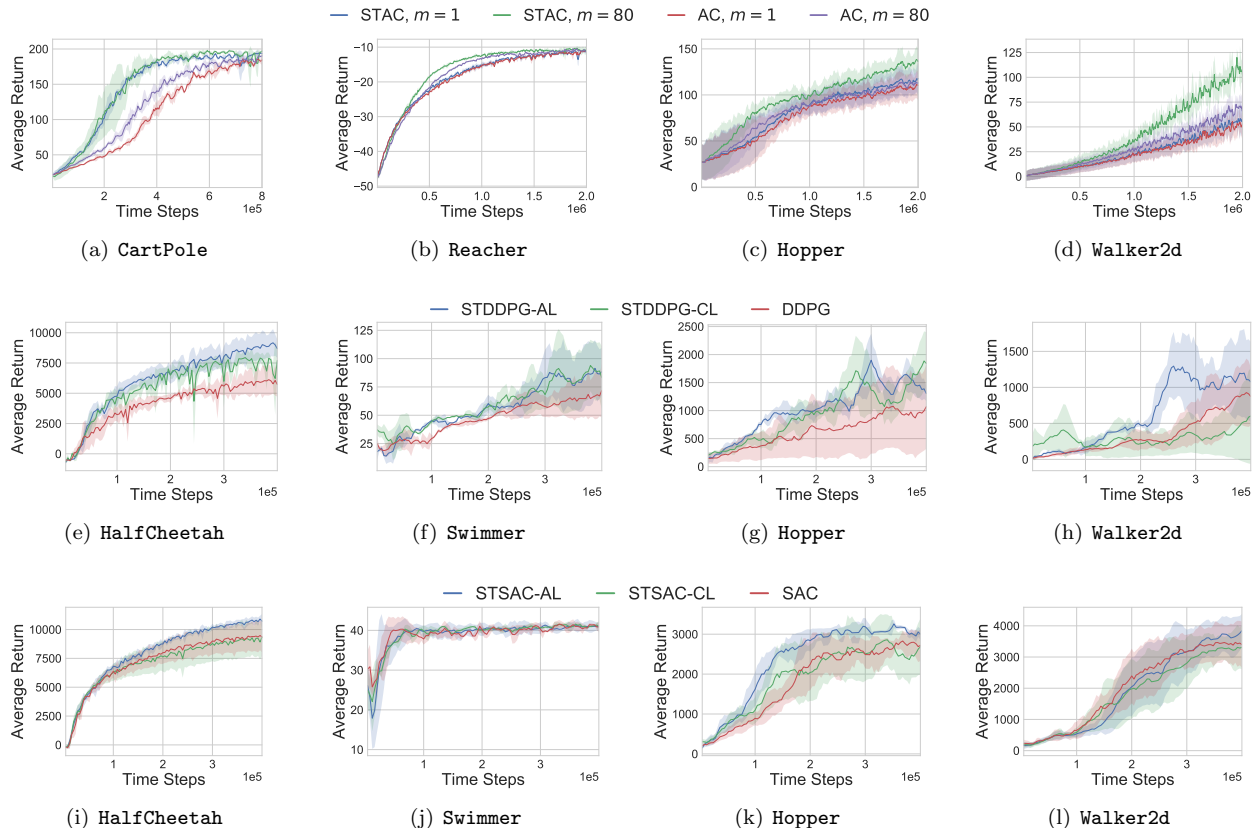 STAC, m = 1 STAC, m = 80 AC, m = 1 AC, m = 80
Average Return
200
150
100
50
2 4 6 8
Time Steps 1e5
(a) CartPole
Average Return
−10
−20
−30
−40
−50
0.5 1.0 1.5 2.0
Time Steps 1e6
(b) Reacher
Average Return
150
100
50
0
0.5 1.0 1.5 2.0
Time Steps 1e6
(c) Hopper
Average Return
125
100
75
50
25
0
0.5 1.0 1.5 2.0
Time Steps 1e6
(d) Walker2d
STDDPG-AL STDDPG-CL DDPG
Average Return
10000
7500
5000
2500
0
1 2 3
Time Steps 1e5
(e) HalfCheetah
Average Return
125
100
75
50
25
1 2 3
Time Steps 1e5
(f) Swimmer
Average Return
2500
2000
1500
1000
500
0
1 2 3
Time Steps 1e5
(g) Hopper
Average Return
1500
1000
500
0
1 2 3
Time Steps 1e5
(h) Walker2d
STSAC-AL STSAC-CL SAC
Average Return
10000
7500
5000
2500
0
1 2 3
Time Steps 1e5
(i) HalfCheetah
Average Return
40
30
20
10
1 2 3
Time Steps 1e5
(j) Swimmer
Average Return
3000
2000
1000
0
1 2 3
Time Steps 1e5
(k) Hopper
Average Return
4000
3000
2000
1000
0
1 2 3
Time Steps 1e5
(l) Walker2d